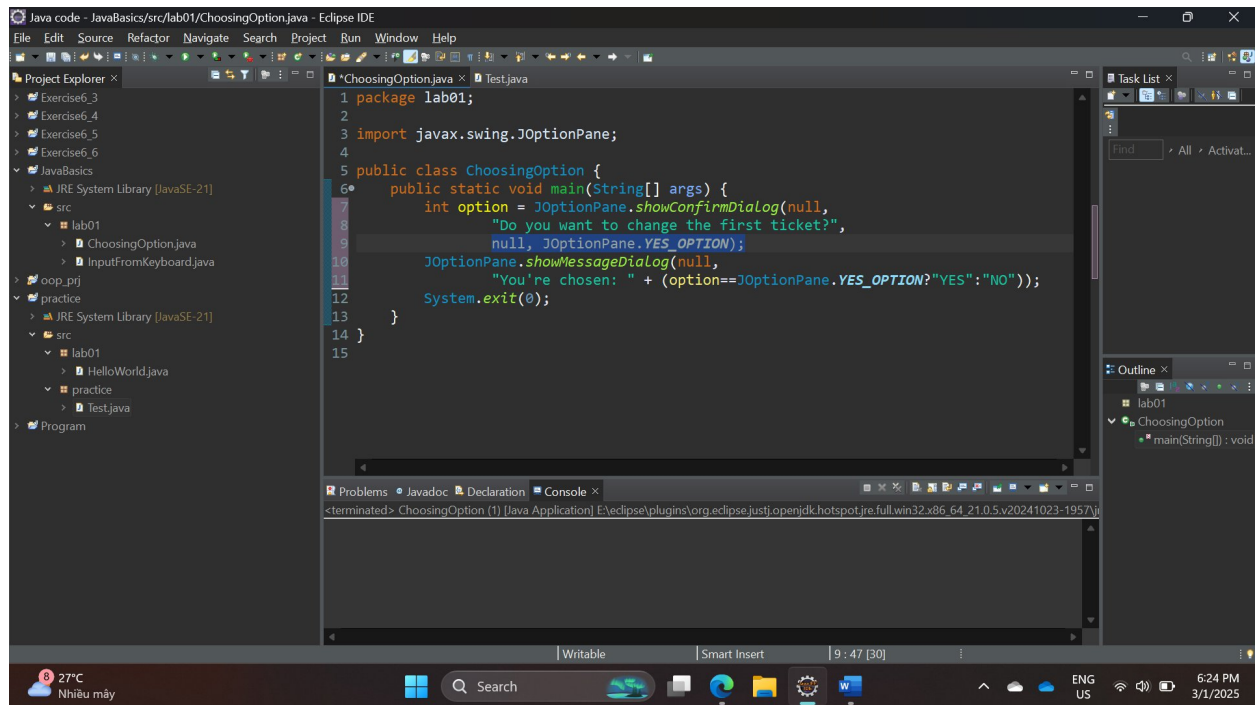 Java code - JavaBasics/src/lab01/ChoosingOption.java - Eclipse IDE
File Edit Source Refactor Navigate Search Project Run Window Help
Project Explorer
Exercise6_3
Exercise6_4
Exercise6_5
Exercise6_6
JavaBasics
JRE System Library [JavaSE-21]
src
lab01
ChoosingOption.java
InputFromKeyboard.java
oop_prj
practice
JRE System Library [JavaSE-21]
src
lab01
HelloWorld.java
practice
Test.java
Program
*ChoosingOption.java Test.java
1 package lab01;
2
3 import javax.swing.JOptionPane;
4
5 public class ChoosingOption {
6 public static void main(String[] args) {
7 int option = JOptionPane.showConfirmDialog(null,
8 "Do you want to change the first ticket?",
9 null, JOptionPane.YES_OPTION);
10 JOptionPane.showMessageDialog(null,
11 "You're chosen: " + (option==JOptionPane.YES_OPTION?"YES":"NO"));
12 System.exit(0);
13 }
14 }
15
Task List
Find All Activat...
Outline
lab01
ChoosingOption
main(String[]) : void
Problems Javadoc Declaration Console
<terminated> ChoosingOption (1) [Java Application] E:\eclipse\plugins\org.eclipse.justj.openjdk.hotspot.jre.full.win32.x86_64_21.0.5.v20241023-1957\j
Writable Smart Insert 9 : 47 [30]
8 27°C
Nhiều mây
Search
ENG
US
6:24 PM
3/1/2025